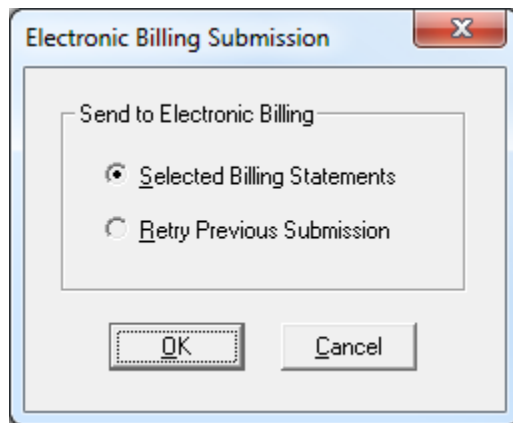 Electronic Billing Submission
Send to Electronic Billing
Selected Billing Statements
Retry Previous Submission
OK
Cancel